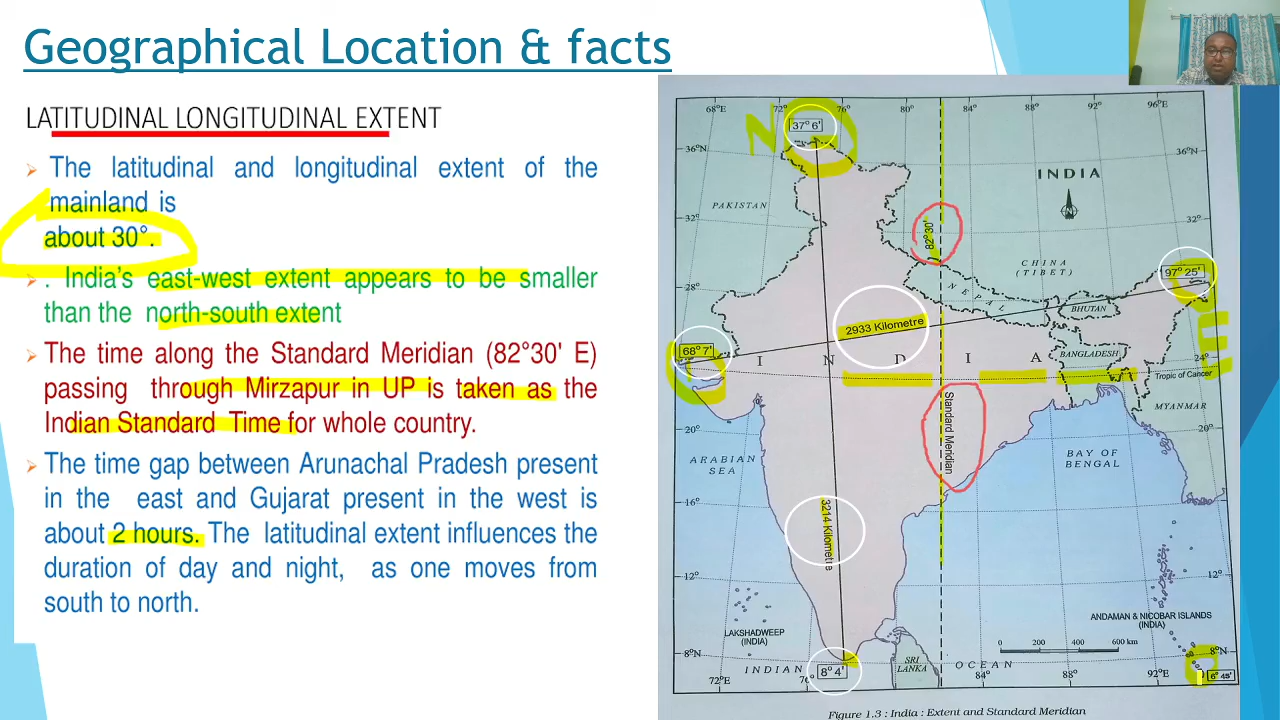 Geographical Location & facts
LATITUDINAL LONGITUDINAL EXTENT
The latitudinal and longitudinal extent of the
mainland is
about 30°.
. India's east-west extent appears to be smaller
than the north-south extent
The time along the Standard Meridian (82°30' E)
passing through Mirzapur in UP is taken as the
Indian Standard Time for whole country.
The time gap between Arunachal Pradesh present
in the east and Gujarat present in the west is
about 2 hours. The latitudinal extent influences the
duration of day and night, as one moves from
south to north.
68°E 72° 76° 80° 84° 88° 92° 96°E
N
37° 6'
36°N
36°N
INDIA
PAKISTAN
32°
32°
82° 30'
CHINA
(TIBET)
97° 25'
28°
28°
NEPAL
BHUTAN
2933 Kilometre
E
68° 7'
INDIA
BANGLADESH
24°
Tropic of Cancer
MYANMAR
Standard Meridian
20°
20°
ARABIAN
SEA
BAY OF
BENGAL
16°
16°
3214 Kilometre
12°
12°
LAKSHADWEEP
(INDIA)
ANDAMAN & NICOBAR ISLANDS
(INDIA)
0 200 400 600 km
8°N
8°N
INDIAN
8° 4'
SRI
LANKA
OCEAN
6° 45'
72°E 76° 84° 88° 92°E
Figure 1.3 : India : Extent and Standard Meridian